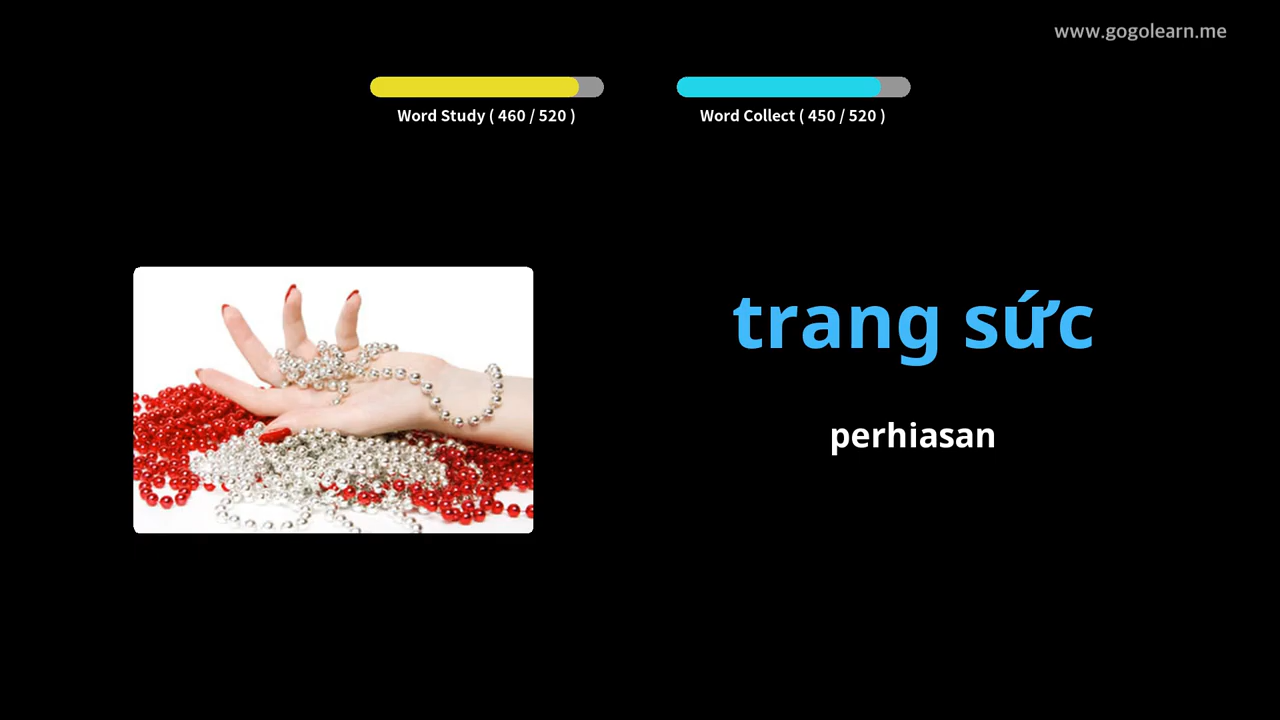 www.gogolearn.me
Word Study ( 460 / 520 )
Word Collect ( 450 / 520 )
trang sức
perhiasan